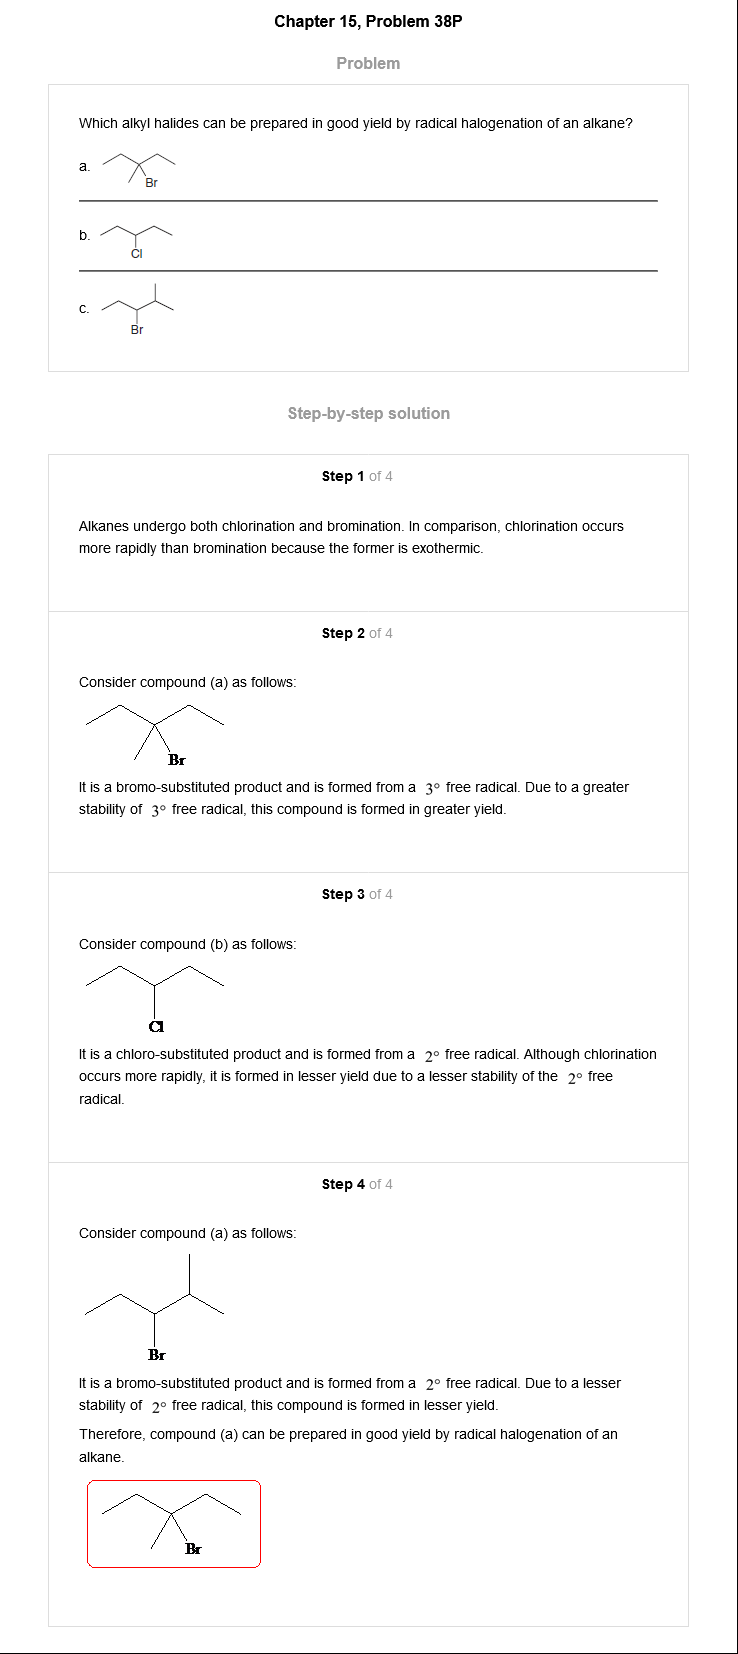 Chapter 15, Problem 38P
Problem
Which alkyl halides can be prepared in good yield by radical halogenation of an alkane?
a.
Br
b.
Cl
c.
Br
Step-by-step solution
Step 1 of 4
Alkanes undergo both chlorination and bromination. In comparison, chlorination occurs
more rapidly than bromination because the former is exothermic.
Step 2 of 4
Consider compound (a) as follows:
Br
It is a bromo-substituted product and is formed from a 3° free radical. Due to a greater
stability of 3° free radical, this compound is formed in greater yield.
Step 3 of 4
Consider compound (b) as follows:
Cl
It is a chloro-substituted product and is formed from a 2° free radical. Although chlorination
occurs more rapidly, it is formed in lesser yield due to a lesser stability of the 2° free
radical.
Step 4 of 4
Consider compound (a) as follows:
Br
It is a bromo-substituted product and is formed from a 2° free radical. Due to a lesser
stability of 2° free radical, this compound is formed in lesser yield.
Therefore, compound (a) can be prepared in good yield by radical halogenation of an
alkane.
Br